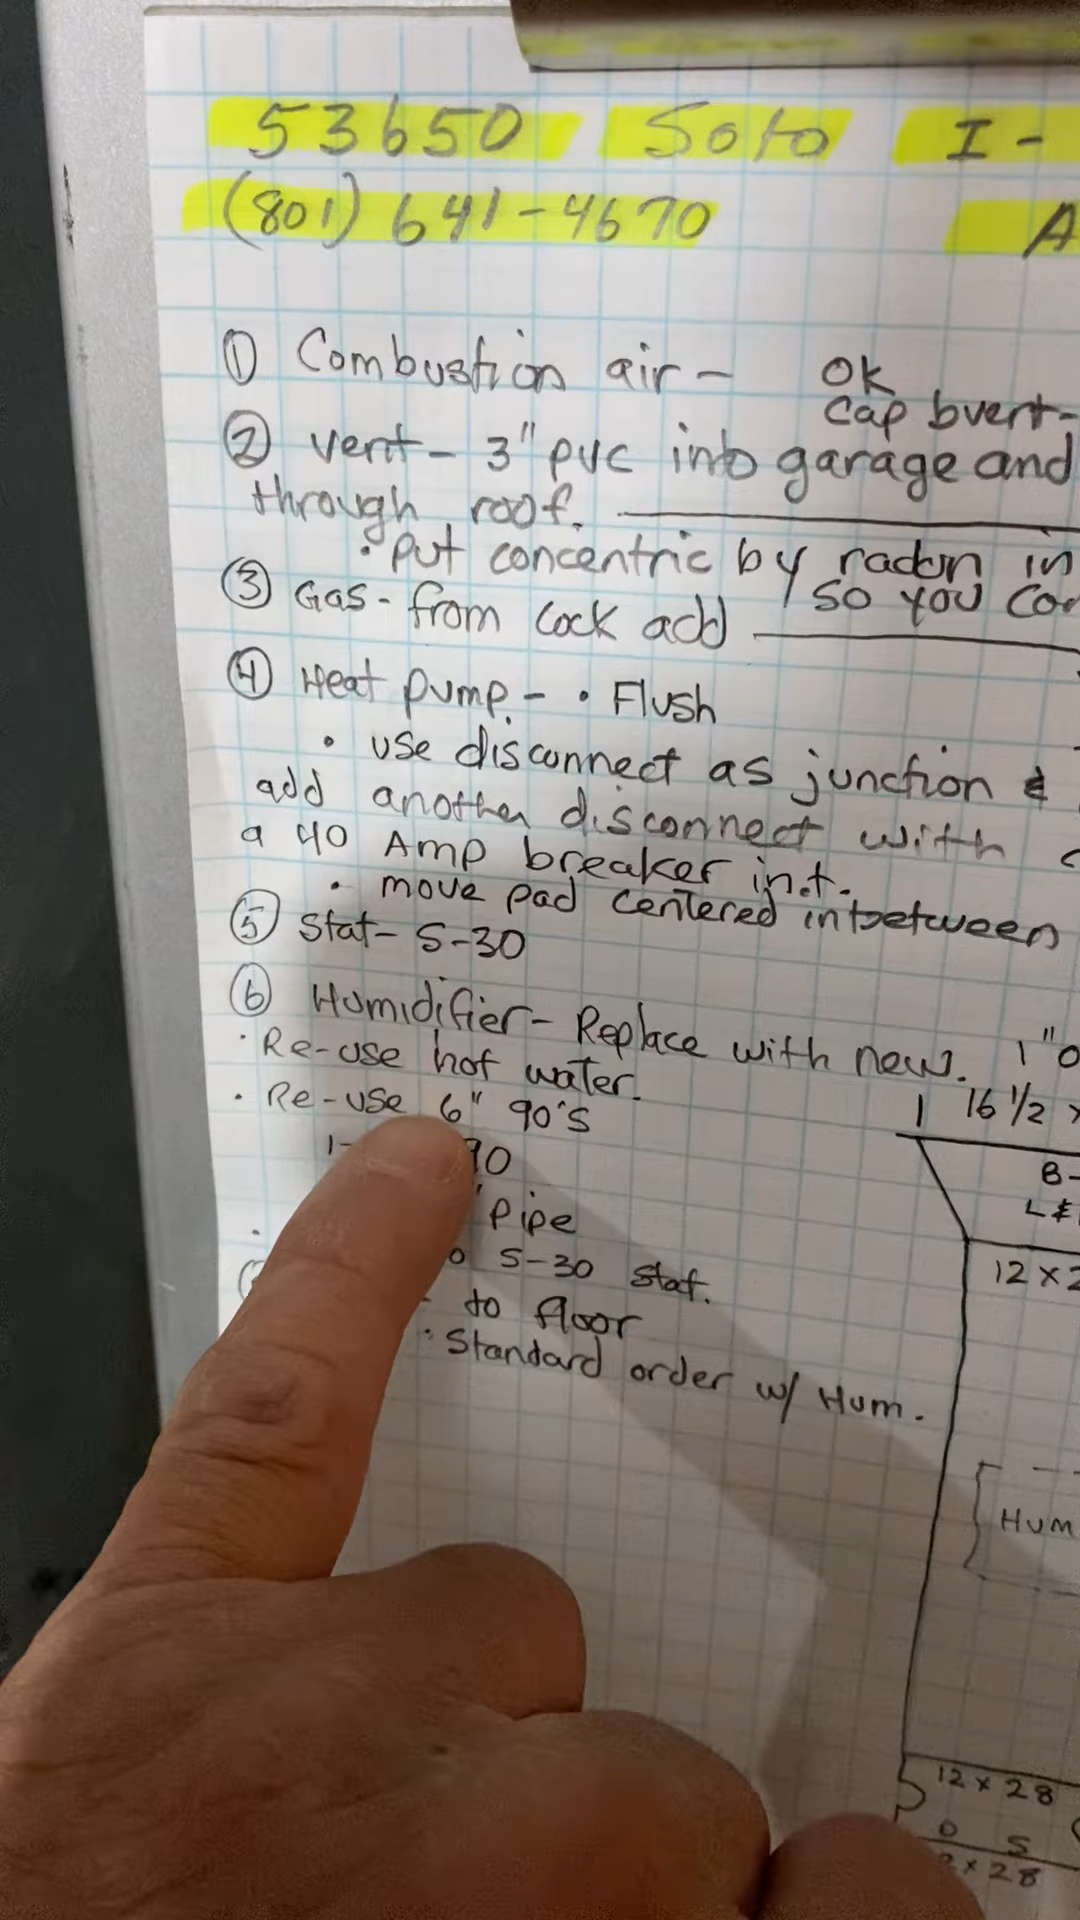 53650 Soto I-
(801) 641-4670 A
① Combustion air- OK
cap bvent-
② vent- 3" pvc into garage and
through roof.
• put concentric by radon in
so you
③ Gas- from cock add
④ Heat pump- • Flush
• use disconnect as junction &
add another disconnect with
a 40 Amp breaker in it.
• move pad centered in between
⑤ Stat- S-30
⑥ Humidifier- Replace with new.
1"
• Re-use hot water.
• Re-use 6" 90's
16 1/2 x
1- 90
B-
L &
" Pipe
S-30 Stat.
12 x 2
to floor
• Standard order w/ Hum.
Hum
12 x 28
O S
x 28